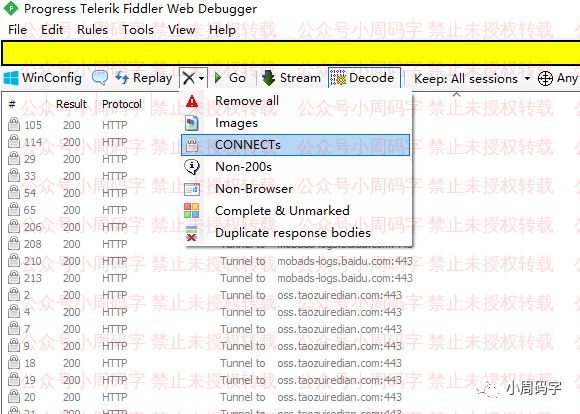 Progress Telerik Fiddler Web Debugger
File Edit Rules Tools View Help
WinConfig Replay Go Stream Decode Keep: All sessions Any
# Result Protocol
Remove all
Images
CONNECTs
Non-200s
Non-Browser
Complete & Unmarked
Duplicate response bodies
105 200 HTTP
114 200 HTTP
29 200 HTTP
33 200 HTTP
54 200 HTTP
65 200 HTTP
206 200 HTTP
208 200 HTTP Tunnel to mobads-logs.baidu.com:443
210 200 HTTP Tunnel to mobads-logs.baidu.com:443
213 200 HTTP Tunnel to mobads-logs.baidu.com:443
2 200 HTTP Tunnel to oss.taozuiredian.com:443
4 200 HTTP Tunnel to oss.taozuiredian.com:443
7 200 HTTP Tunnel to oss.taozuiredian.com:443
9 200 HTTP Tunnel to oss.taozuiredian.com:443
18 200 HTTP Tunnel to oss.taozuiredian.com:443
19 200 HTTP Tunnel to oss.taozuiredian.com:443
20 200 HTTP Tunnel to oss.taozuiredian.com:443
公众号小周码字 禁止未授权转载
小周码字